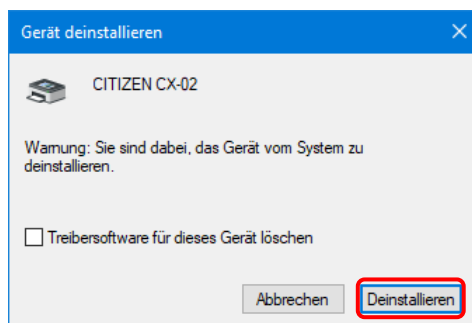 Gerät deinstallieren
CITIZEN CX-02
Warnung: Sie sind dabei, das Gerät vom System zu
deinstallieren.
Treibersoftware für dieses Gerät löschen
Abbrechen Deinstallieren